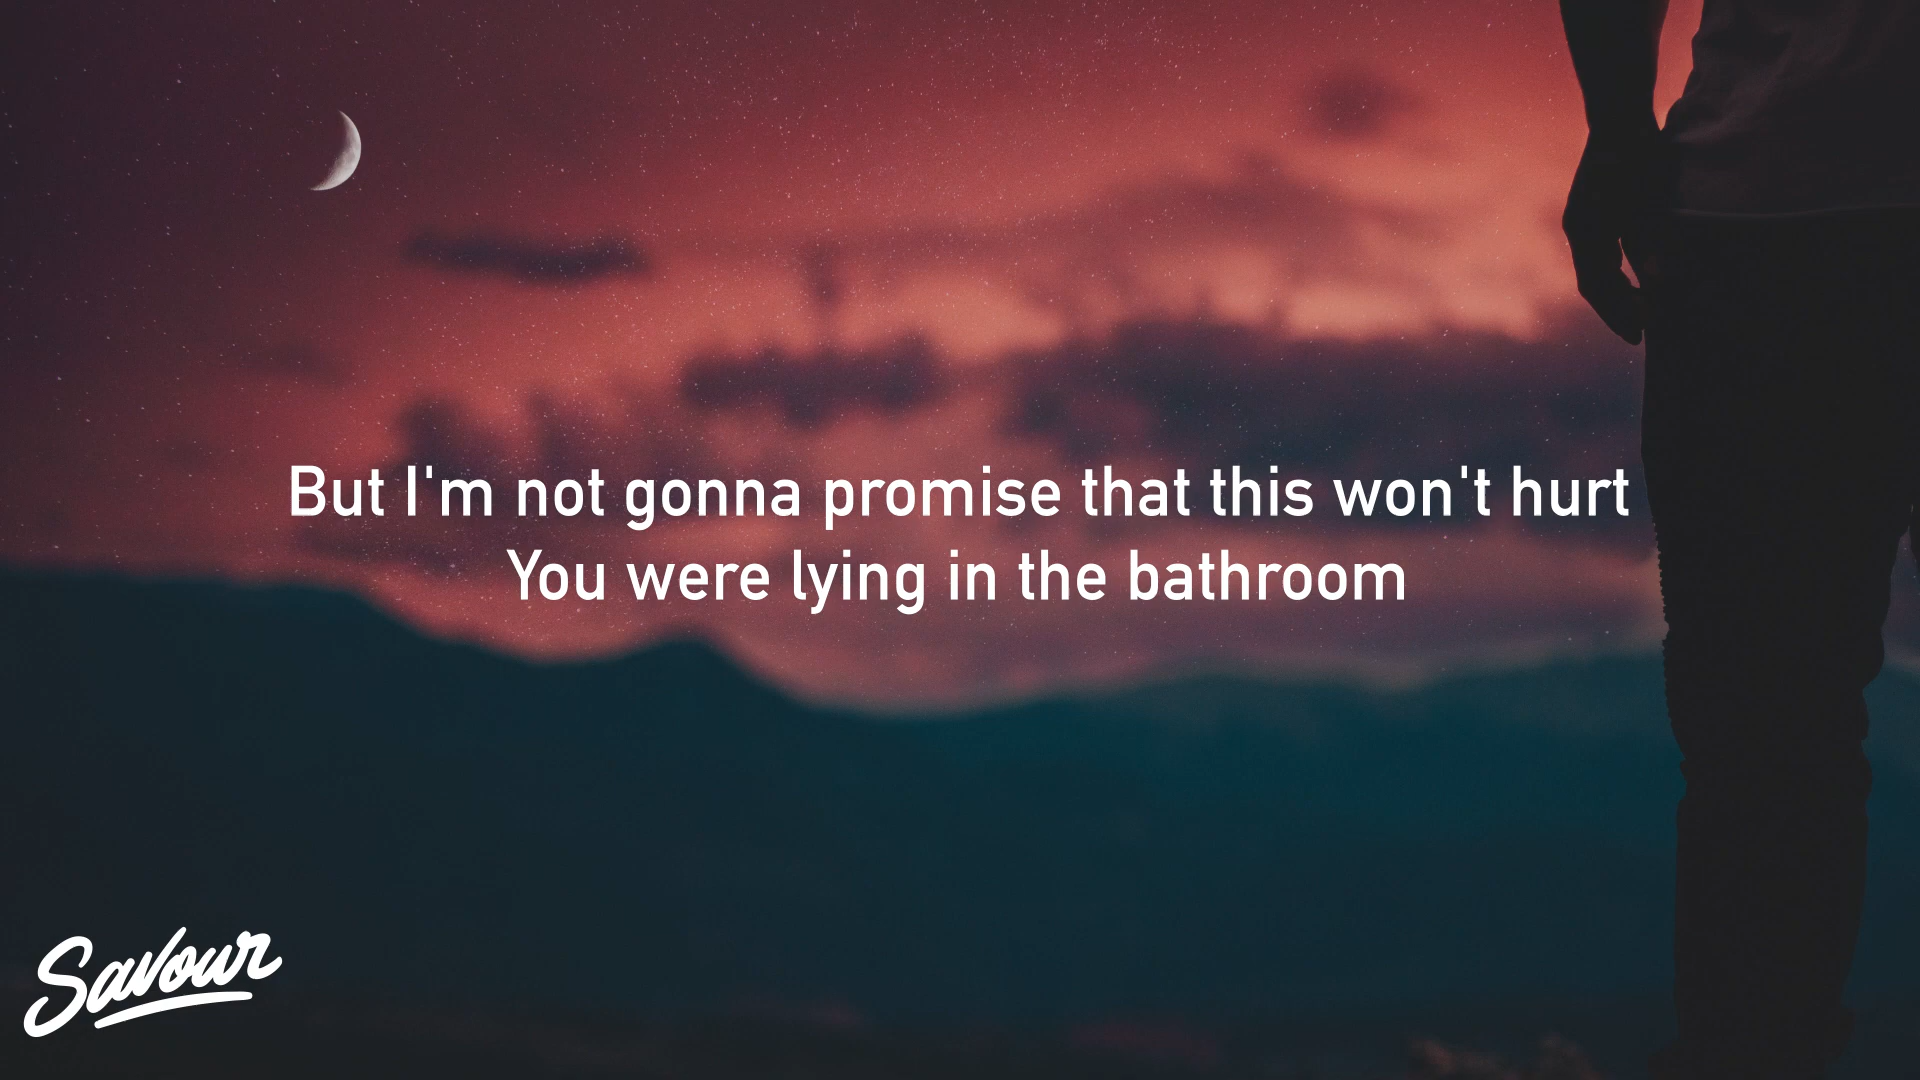 But I'm not gonna promise that this won't hurt
You were lying in the bathroom
Savour